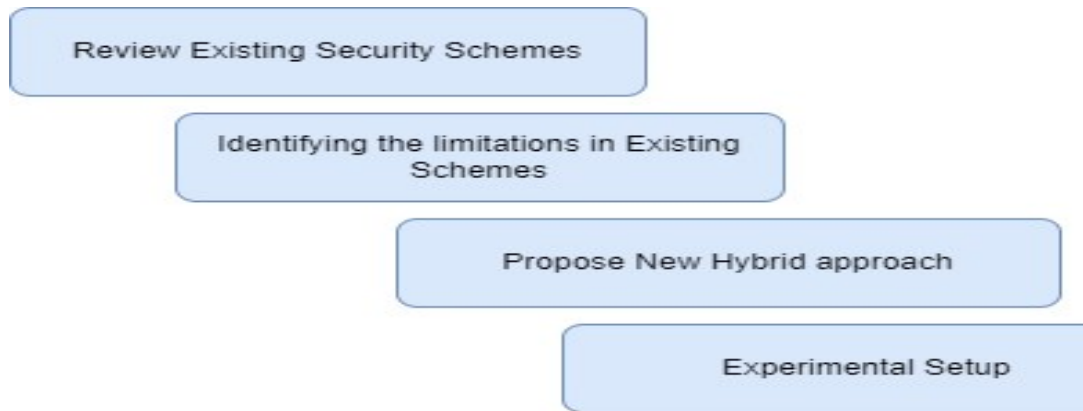 Review Existing Security Schemes
Identifying the limitations in Existing
Schemes
Propose New Hybrid approach
Experimental Setup